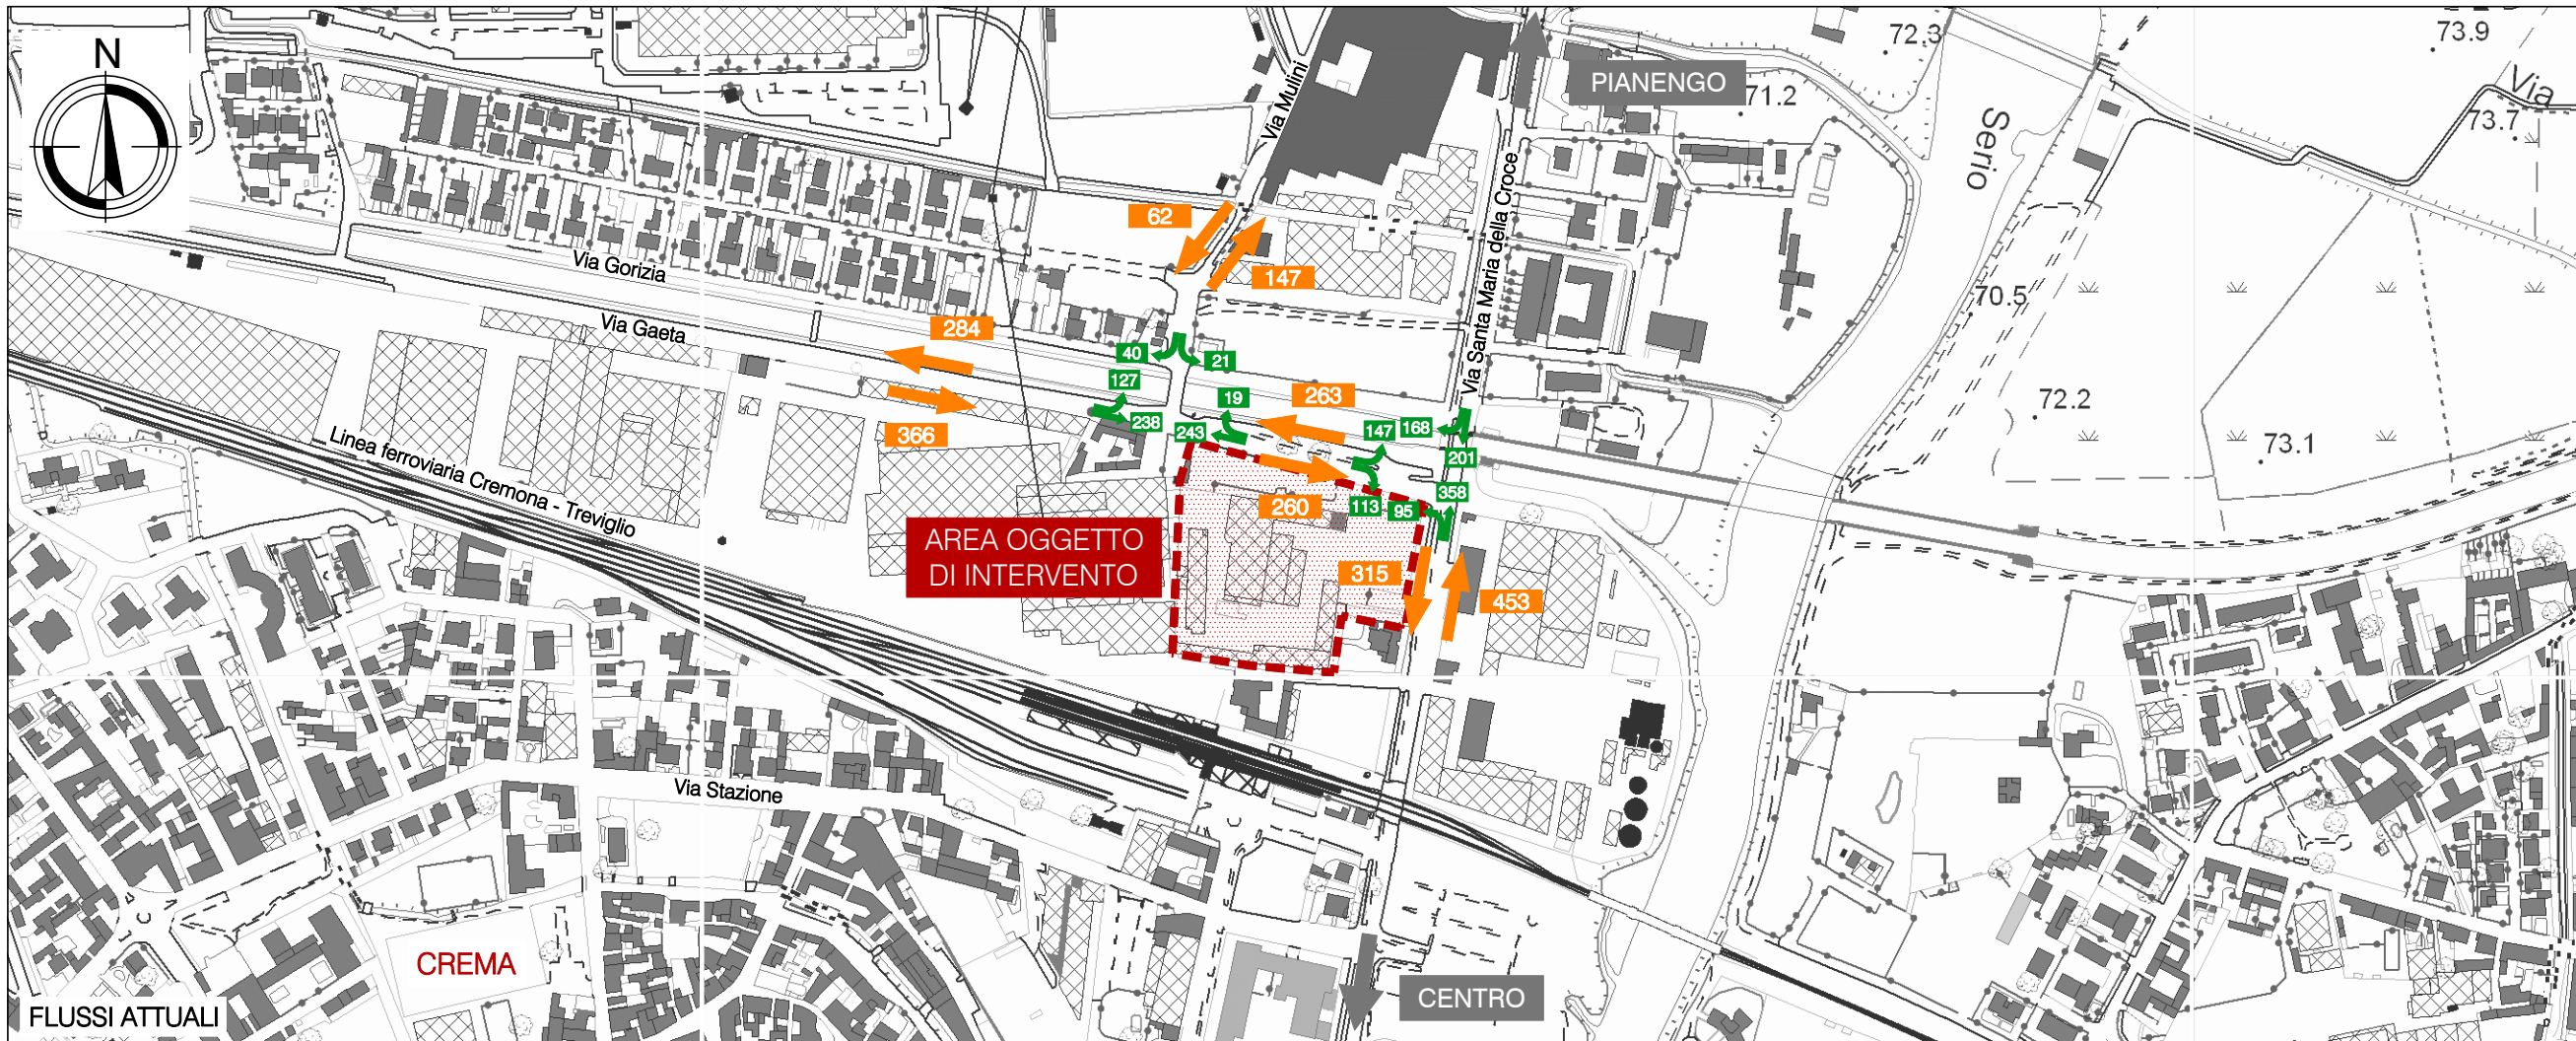 N
72.3
73.9
PIANENGO
71.2
Via
73.7
Via Mulini
Serio
Via Santa Maria della Croce
62
147
Via Gorizia
70.5
Via Gaeta
284
40
21
127
263
19
72.2
366
238
243
147
168
73.1
201
Linea ferroviaria Cremona - Treviglio
358
260
113
95
AREA OGGETTO
DI INTERVENTO
315
453
Via Stazione
CREMA
CENTRO
FLUSSI ATTUALI